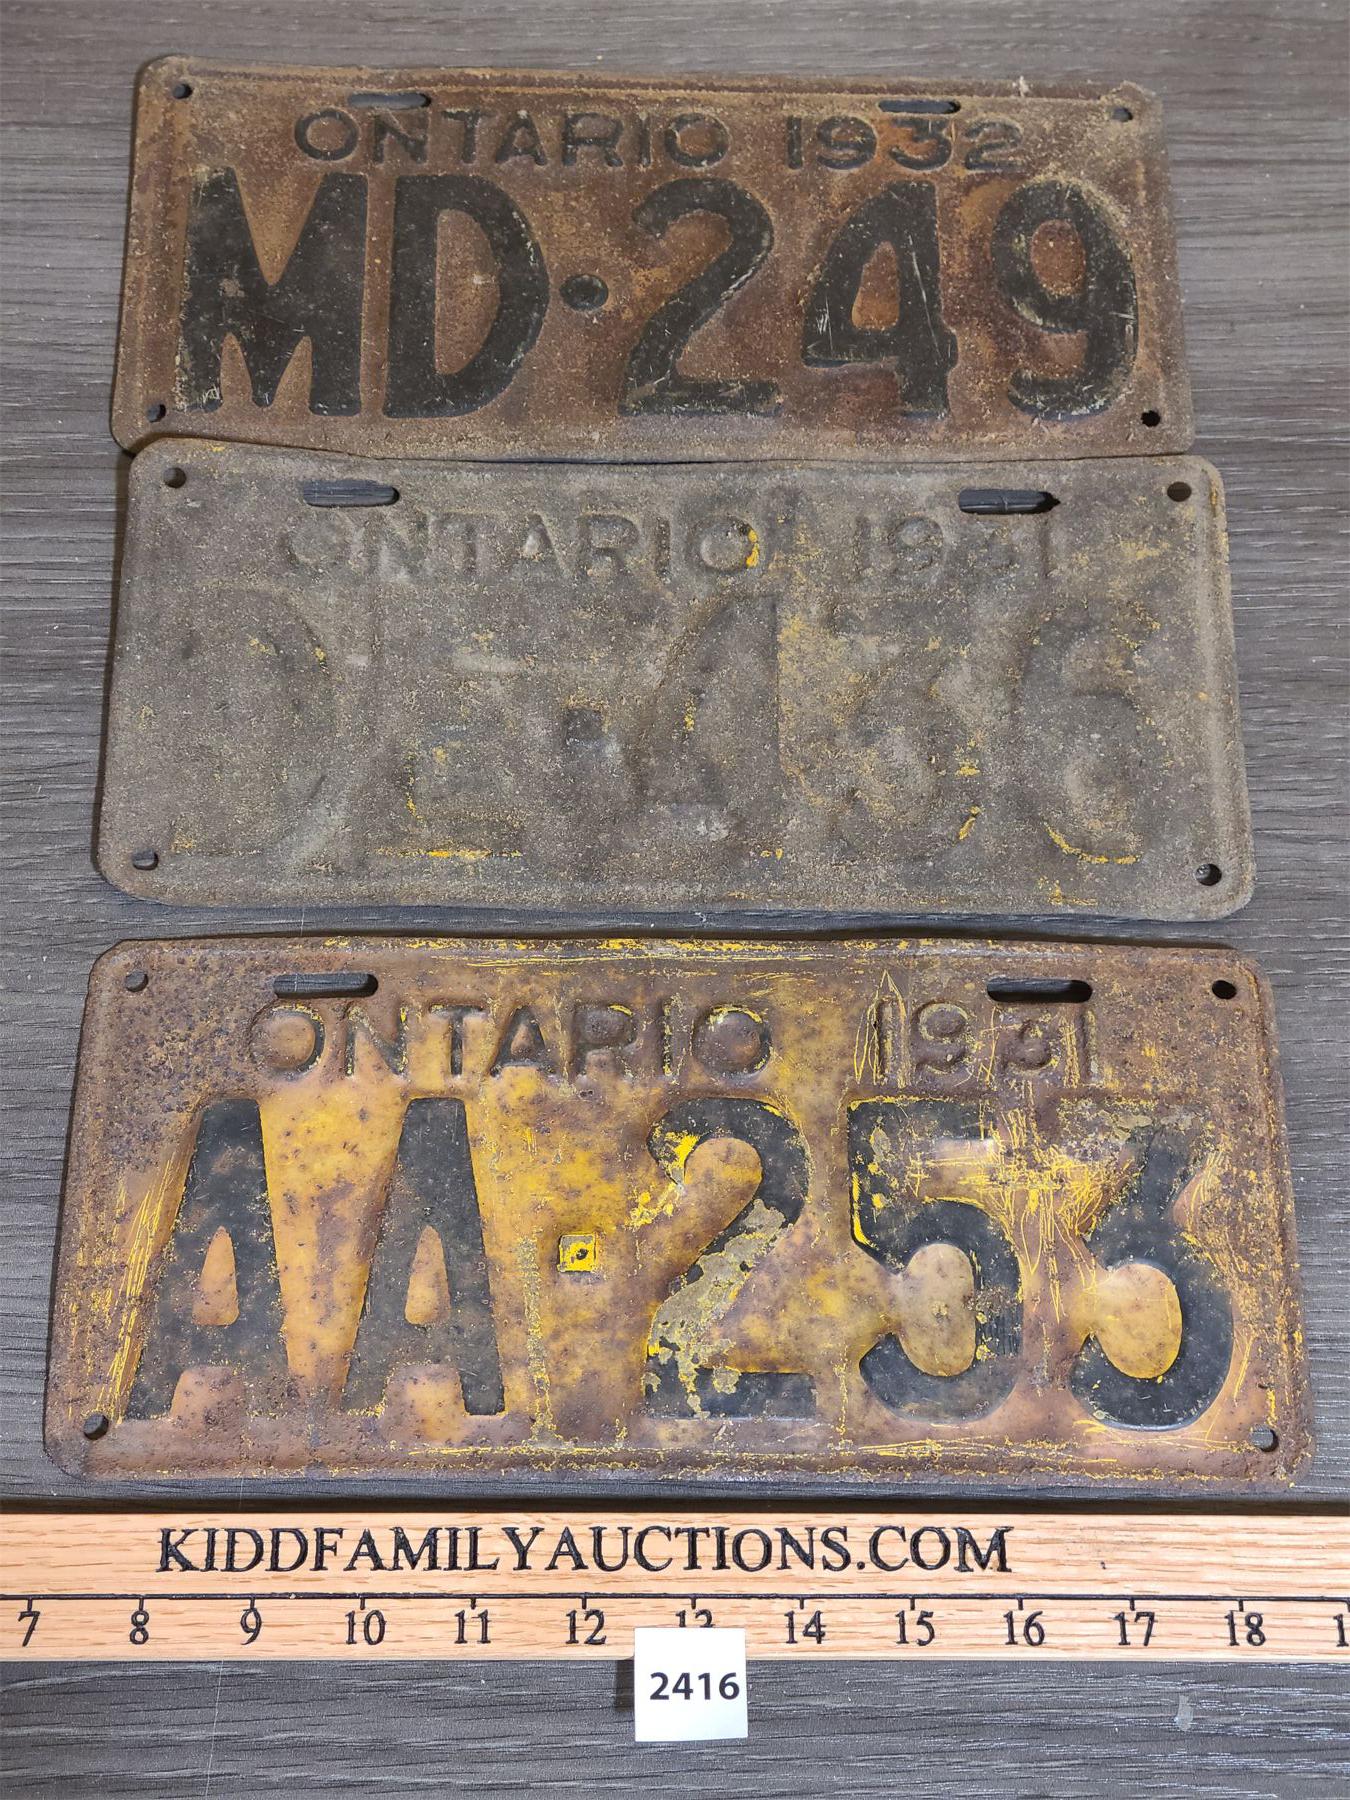 ONTARIO 1932
MD·249
ONTARIO 1931
ONTARIO 1931
AA·253
KIDDFAMILYAUCTIONS.COM
7 8 9 10 11 12 13 14 15 16 17 18
2416